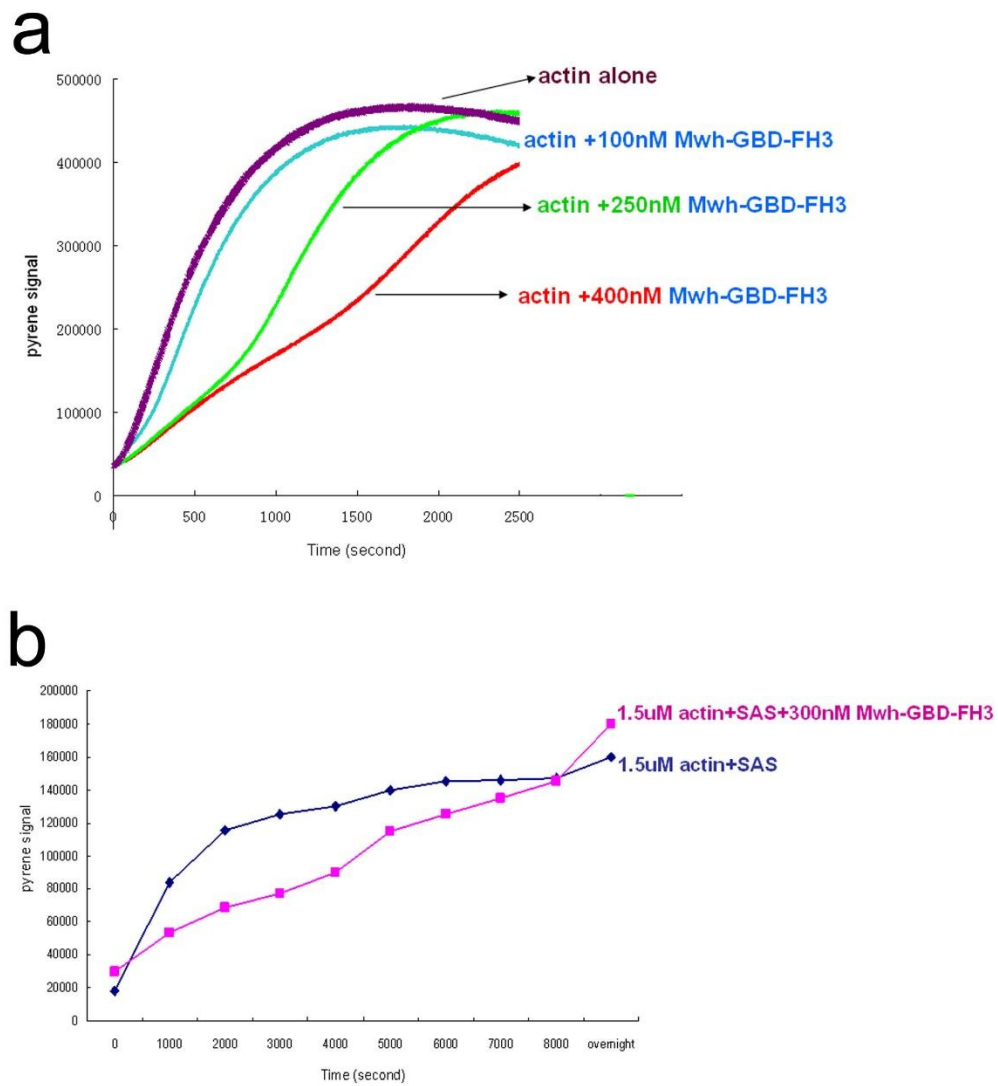 a
500000
400000
300000
200000
100000
0
pyrene signal
0 500 1000 1500 2000 2500
Time (second)
actin alone
actin +100nM Mwh-GBD-FH3
actin +250nM Mwh-GBD-FH3
actin +400nM Mwh-GBD-FH3
b
200000
180000
160000
140000
120000
100000
80000
60000
40000
20000
0
pyrene signal
0 1000 2000 3000 4000 5000 6000 7000 8000 overnight
Time (second)
1.5uM actin+SAS+300nM Mwh-GBD-FH3
1.5uM actin+SAS